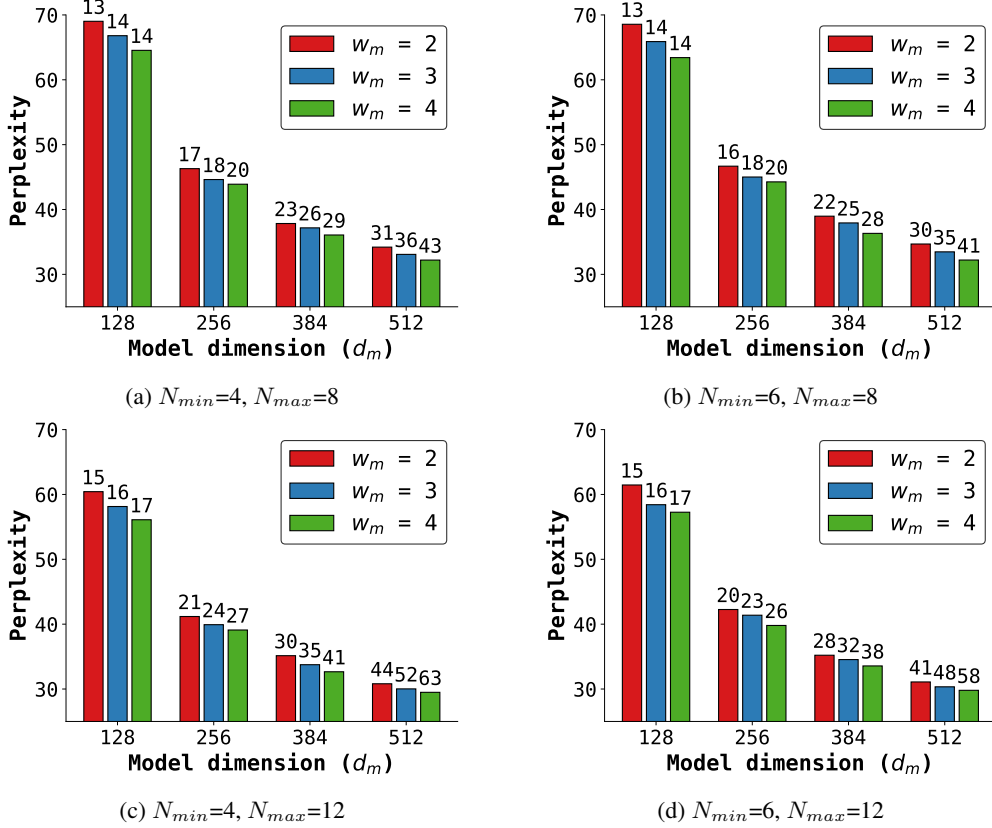 70
60
50
40
30
Perplexity
13 14 14
17 18 20
23 26 29
31 36 43
w_m = 2
w_m = 3
w_m = 4
128 256 384 512
Model dimension (d_m)
(a) N_min=4, N_max=8
70
60
50
40
30
Perplexity
13 14 14
16 18 20
22 25 28
30 35 41
w_m = 2
w_m = 3
w_m = 4
128 256 384 512
Model dimension (d_m)
(b) N_min=6, N_max=8
70
60
50
40
30
Perplexity
15 16 17
21 24 27
30 35 41
44 52 63
w_m = 2
w_m = 3
w_m = 4
128 256 384 512
Model dimension (d_m)
(c) N_min=4, N_max=12
70
60
50
40
30
Perplexity
15 16 17
20 23 26
28 32 38
41 48 58
w_m = 2
w_m = 3
w_m = 4
128 256 384 512
Model dimension (d_m)
(d) N_min=6, N_max=12